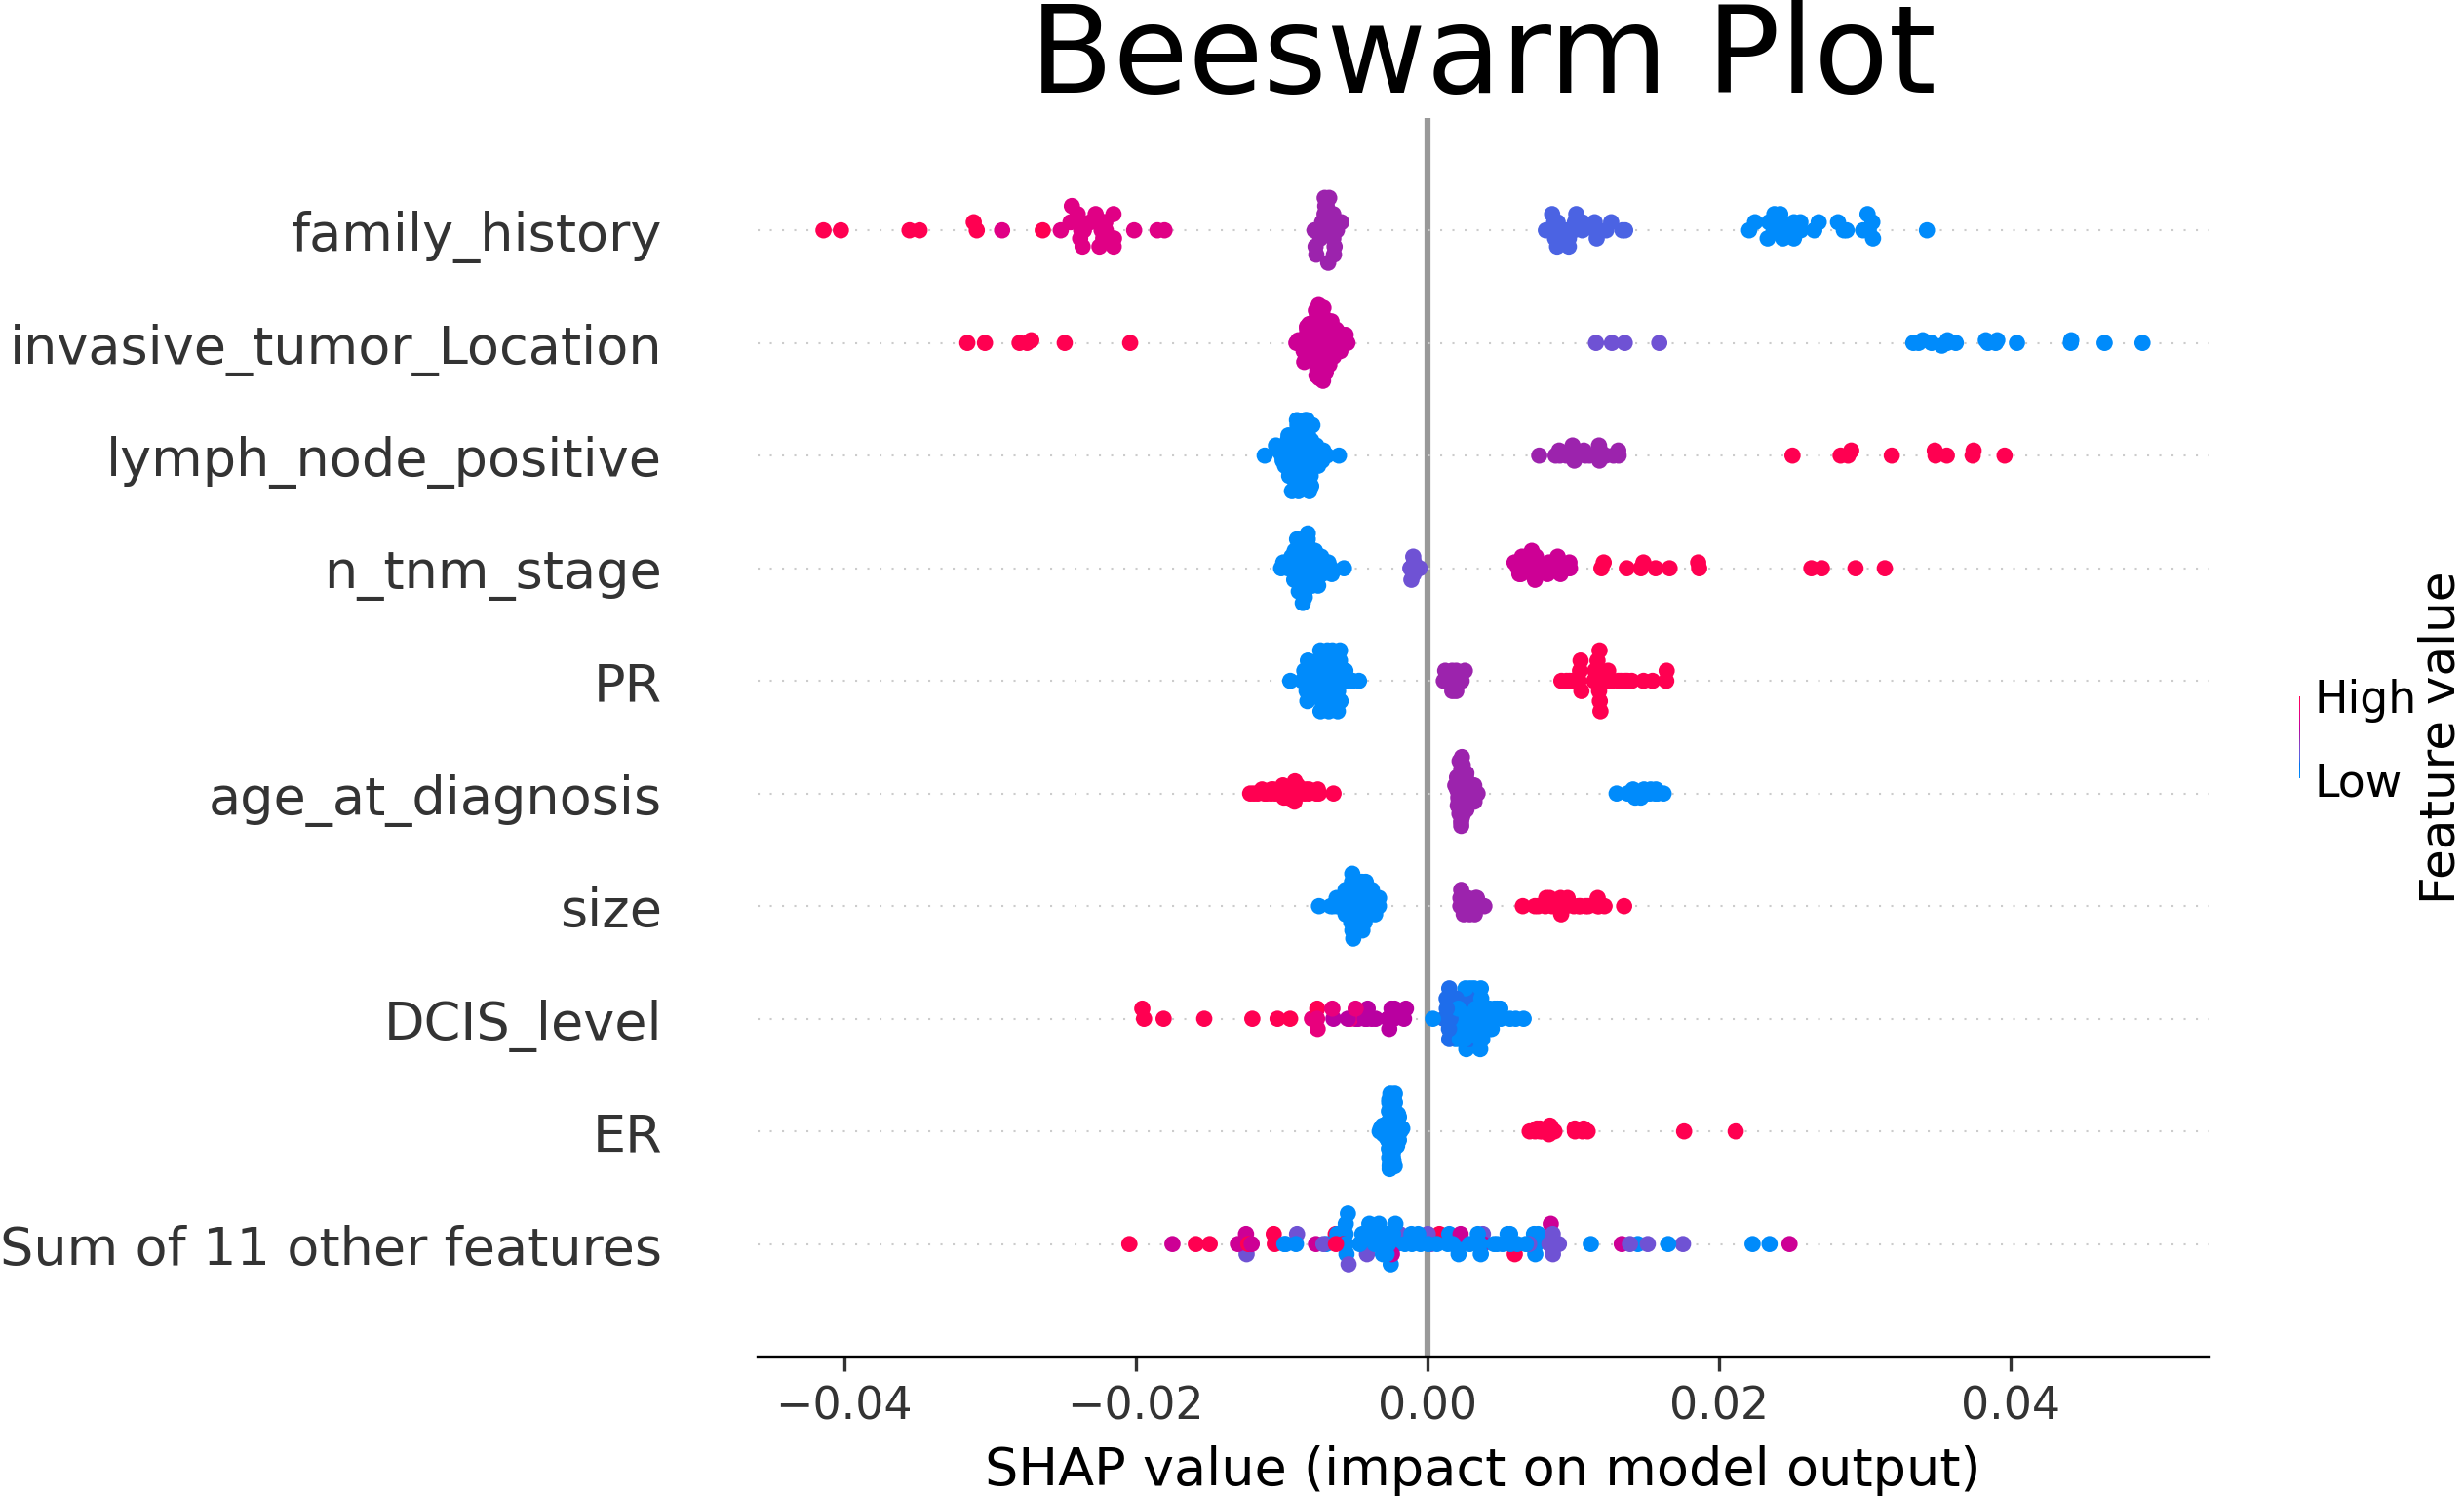 Beeswarm Plot
family_history
invasive_tumor_Location
lymph_node_positive
n_tnm_stage
PR
age_at_diagnosis
size
DCIS_level
ER
Sum of 11 other features
High
Low
Feature value
−0.04
−0.02
0.00
0.02
0.04
SHAP value (impact on model output)